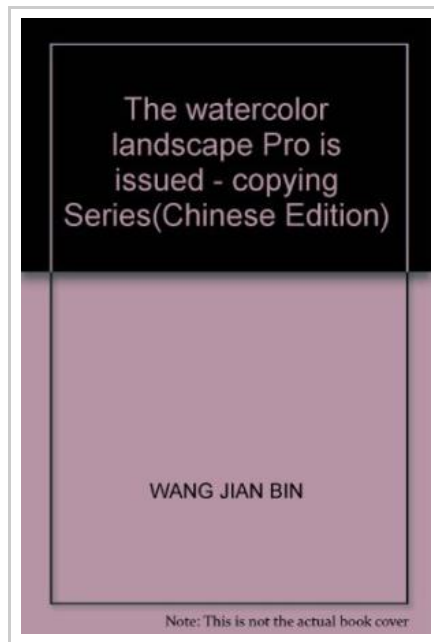 The watercolor
landscape Pro is
issued - copying
Series(Chinese Edition)
WANG JIAN BIN
Note: This is not the actual book cover